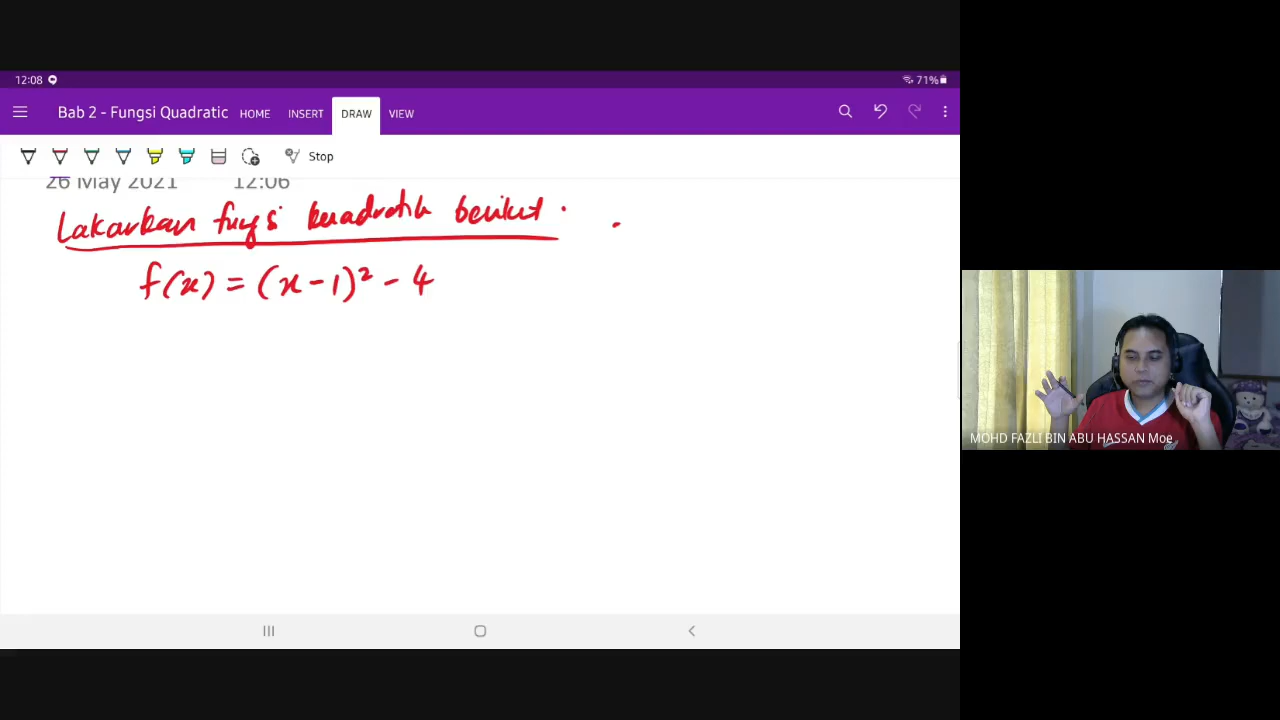 12:08 71%
Bab 2 - Fungsi Quadratic HOME INSERT DRAW VIEW
Stop
26 May 2021 12:06
Lakarkan fungsi kuadratik berikut.
f(x) = (x-1)² - 4
MOHD FAZLI BIN ABU HASSAN Moe